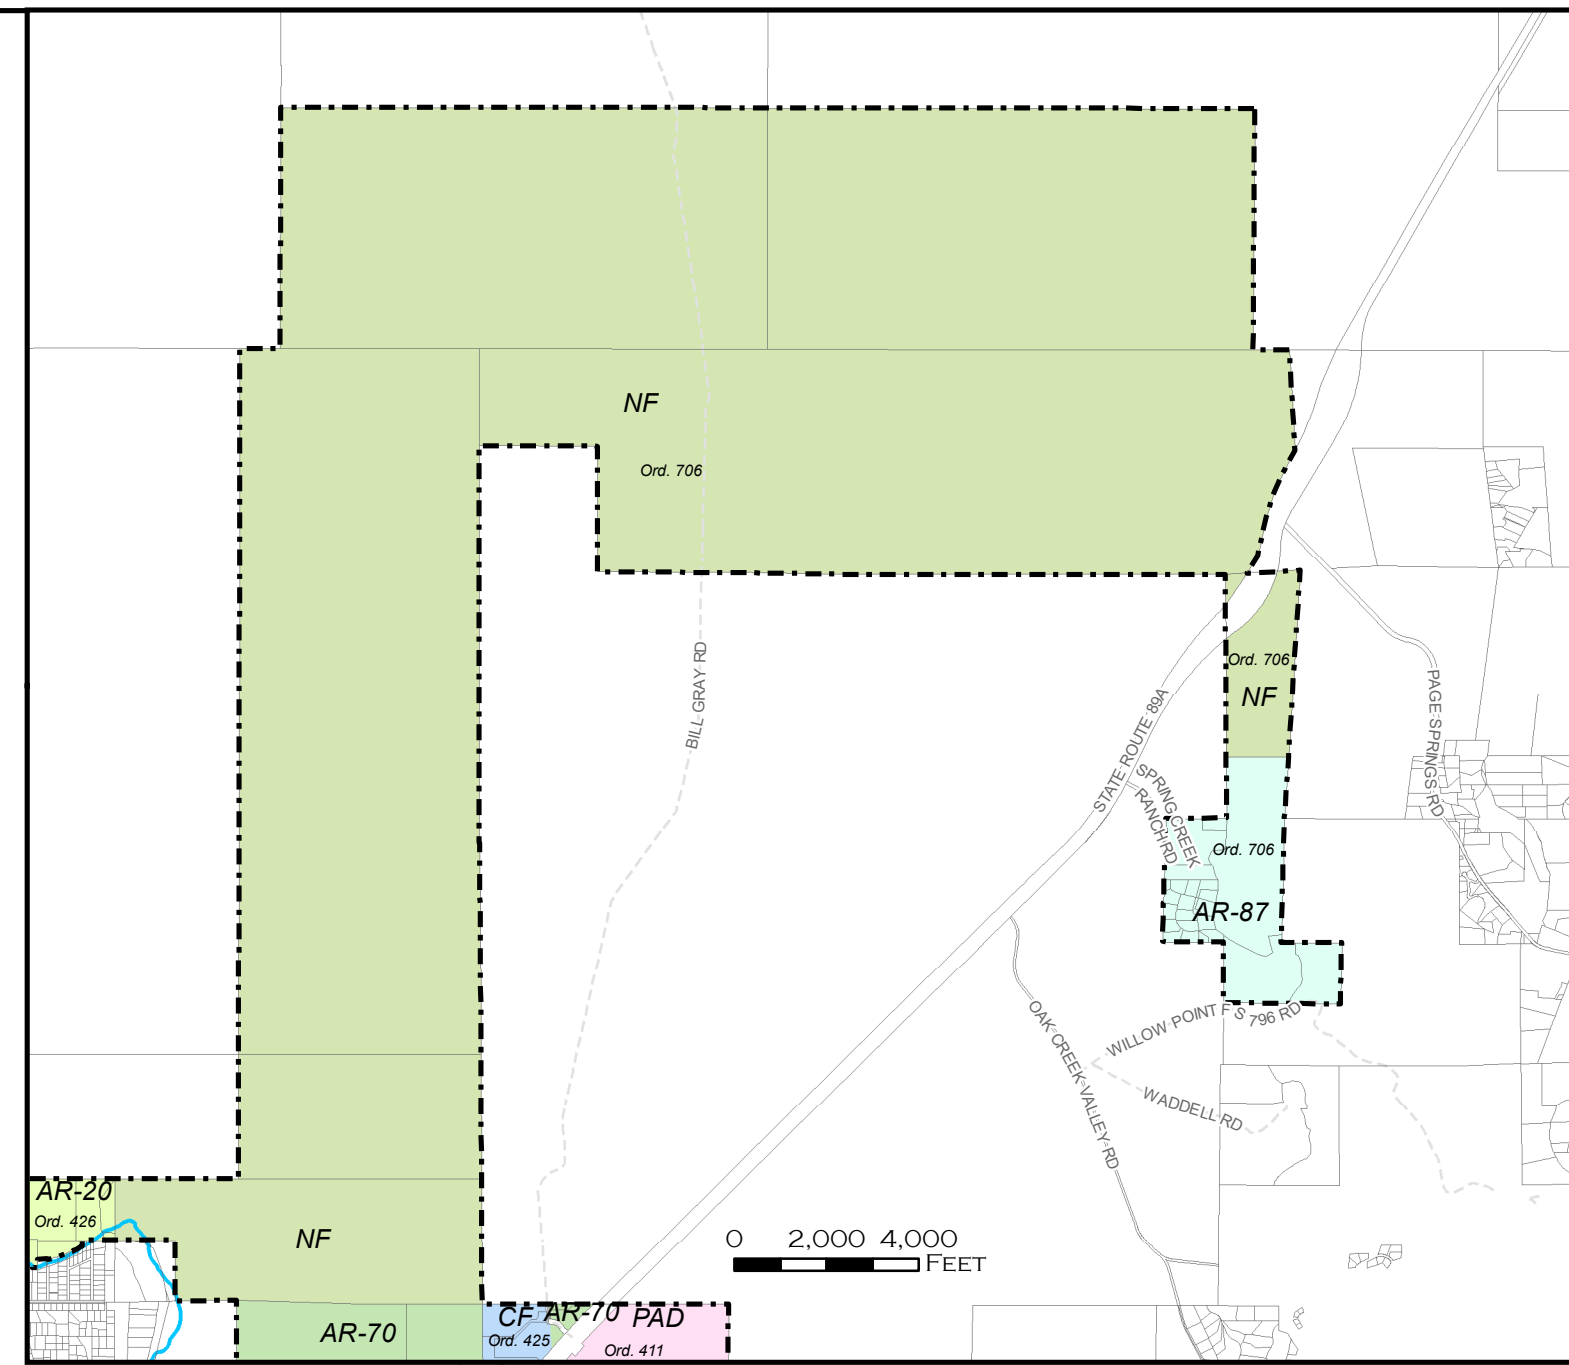 NF
Ord. 706
BILL GRAY RD
Ord. 706
NF
STATE ROUTE 89A
SPRING CREEK
RANCH RD
PAGE SPRINGS RD
Ord. 706
AR-87
OAK CREEK VALLEY RD
WILLOW POINT F S 796 RD
WADDELL RD
AR-20
Ord. 426
NF
0 2,000 4,000
FEET
AR-70
CF
Ord. 425
AR-70
PAD
Ord. 411